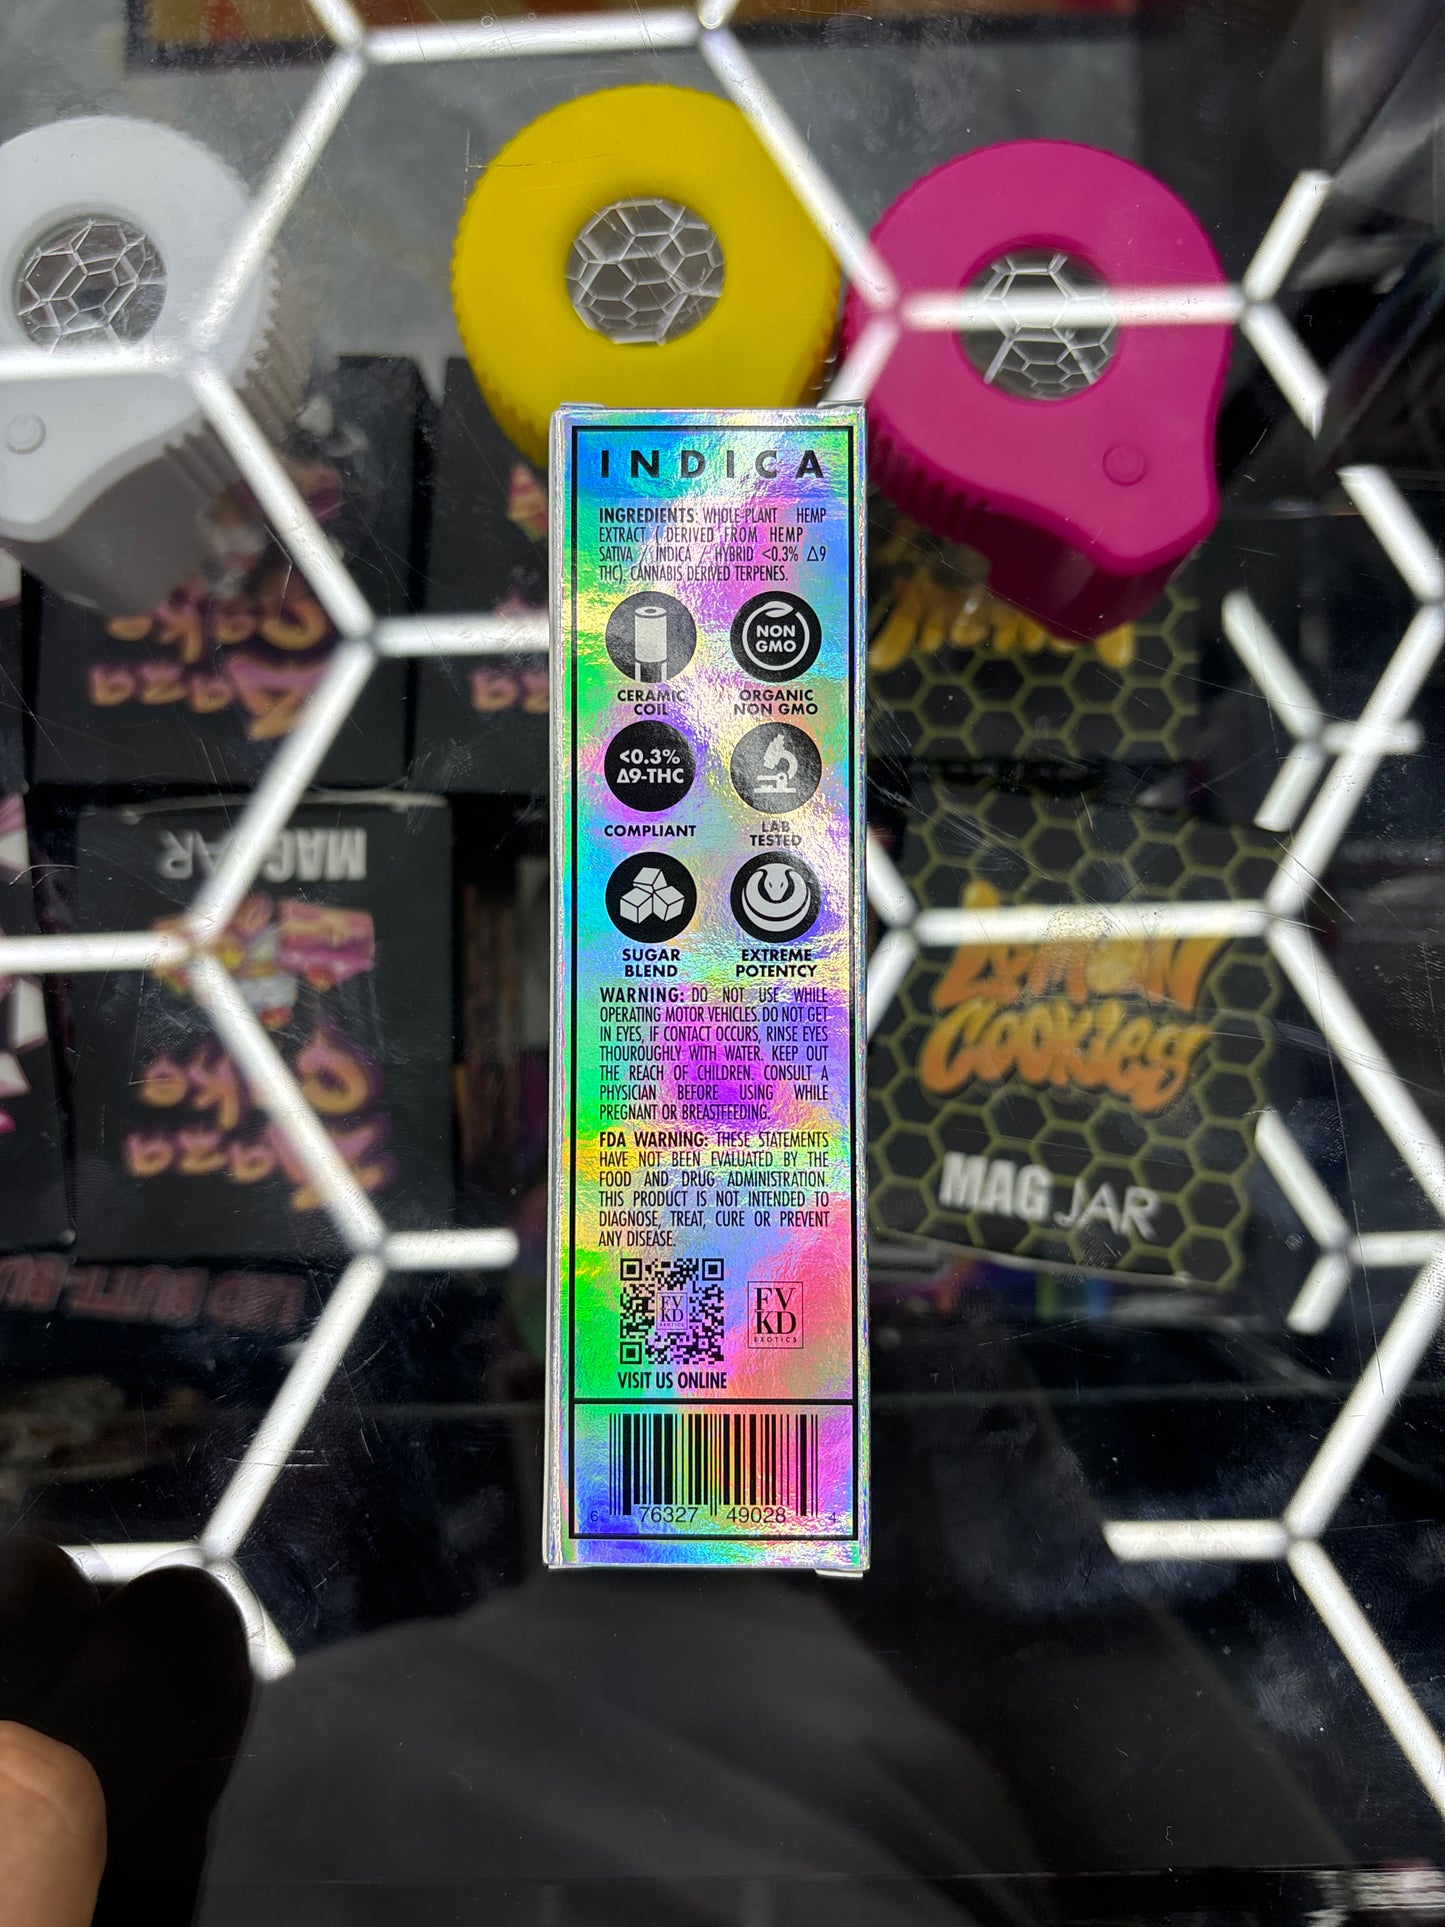 INDICA
INGREDIENTS: WHOLE-PLANT HEMP
EXTRACT ( DERIVED FROM HEMP
SATIVA / INDICA / HYBRID <0.3% Δ9
THC), CANNABIS DERIVED TERPENES.
CERAMIC
COIL
NON
GMO
ORGANIC
NON GMO
<0.3%
Δ9-THC
COMPLIANT
LAB
TESTED
SUGAR
BLEND
EXTREME
POTENTCY
WARNING: DO NOT USE WHILE
OPERATING MOTOR VEHICLES. DO NOT GET
IN EYES, IF CONTACT OCCURS, RINSE EYES
THOUROUGHLY WITH WATER. KEEP OUT
THE REACH OF CHILDREN. CONSULT A
PHYSICIAN BEFORE USING WHILE
PREGNANT OR BREASTFEEDING.
FDA WARNING: THESE STATEMENTS
HAVE NOT BEEN EVALUATED BY THE
FOOD AND DRUG ADMINISTRATION.
THIS PRODUCT IS NOT INTENDED TO
DIAGNOSE, TREAT, CURE OR PREVENT
ANY DISEASE.
FV
KD
EXOTICS
FV
KD
EXOTICS
VISIT US ONLINE
6 76327 49028 4
MAG JAR
Cake
Lemon
Cookies
MAG JAR